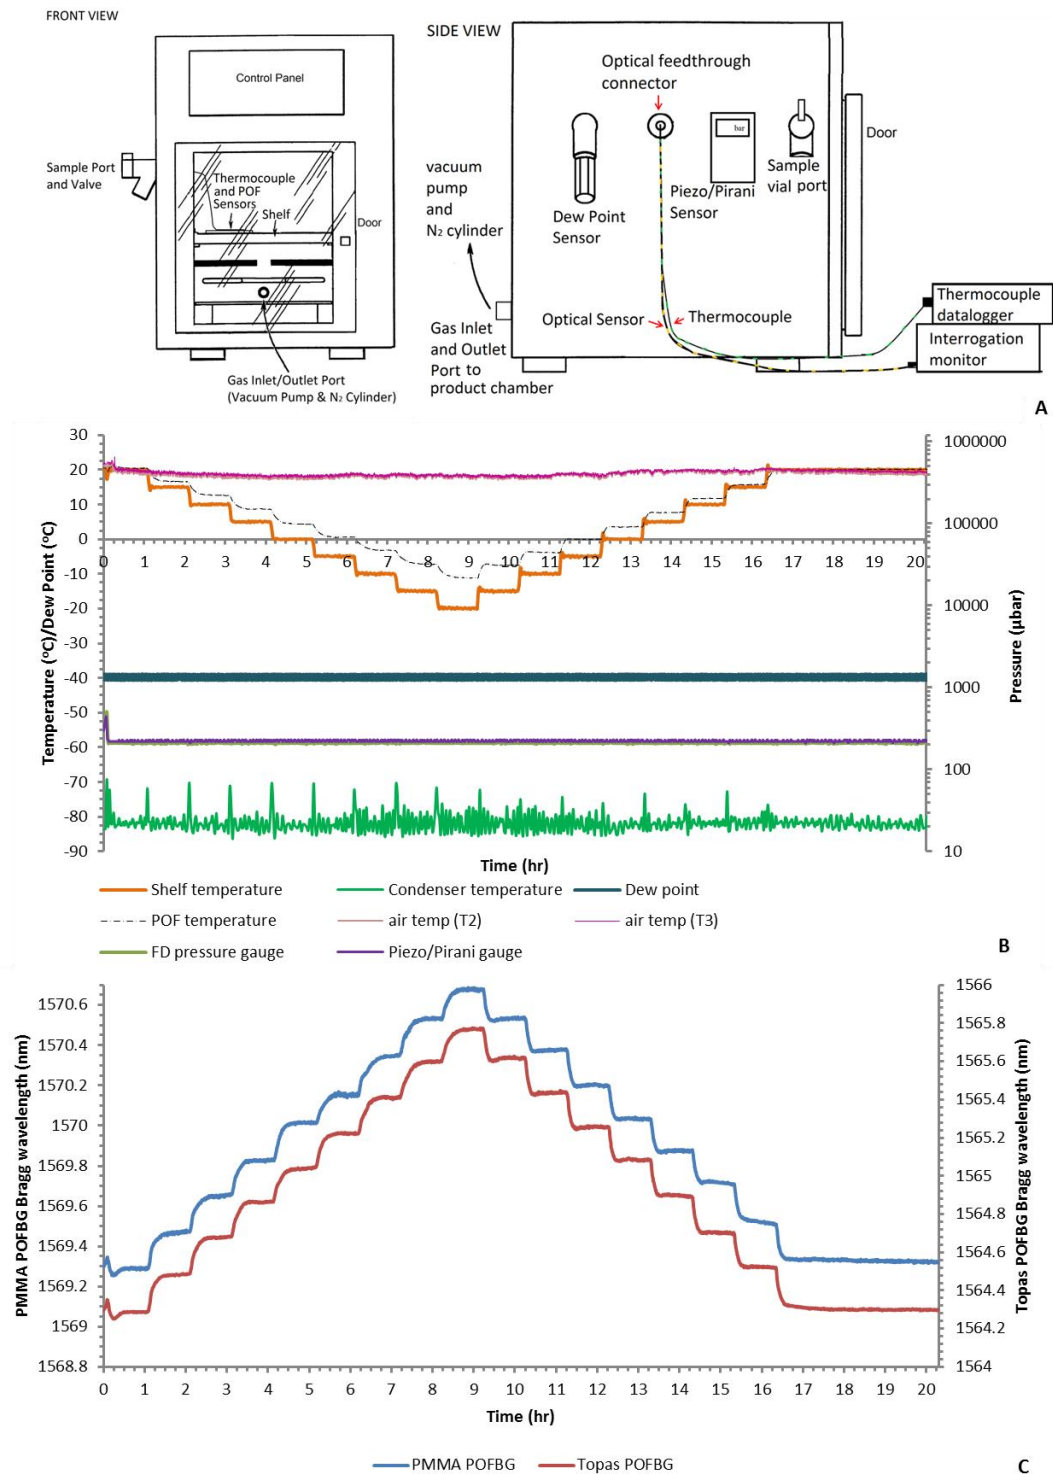 FRONT VIEW
Control Panel
Sample Port
and Valve
Thermocouple
and POF
Sensors
Shelf
Door
Gas Inlet/Outlet Port
(Vacuum Pump & N2 Cylinder)
SIDE VIEW
Optical feedthrough
connector
bar
Door
vacuum
pump
and
N2 cylinder
Dew Point
Sensor
Piezo/Pirani
Sensor
Sample
vial port
Optical Sensor
Thermocouple
Gas Inlet
and Outlet
Port to
product chamber
Thermocouple
datalogger
Interrogation
monitor
A
30
20
10
0
-10
-20
-30
-40
-50
-60
-70
-80
-90
Temperature (°C)/Dew Point (°C)
0 1 2 3 4 5 6 7 8 9 10 11 12 13 14 15 16 17 18 19 20
1000000
100000
10000
1000
100
10
Pressure (µbar)
Time (hr)
Shelf temperature Condenser temperature Dew point
POF temperature air temp (T2) air temp (T3)
FD pressure gauge Piezo/Pirani gauge
B
1570.6
1570.4
1570.2
1570
1569.8
1569.6
1569.4
1569.2
1569
1568.8
PMMA POFBG Bragg wavelength (nm)
1566
1565.8
1565.6
1565.4
1565.2
1565
1564.8
1564.6
1564.4
1564.2
1564
Topas POFBG Bragg wavelength (nm)
0 1 2 3 4 5 6 7 8 9 10 11 12 13 14 15 16 17 18 19 20
Time (hr)
PMMA POFBG Topas POFBG
C